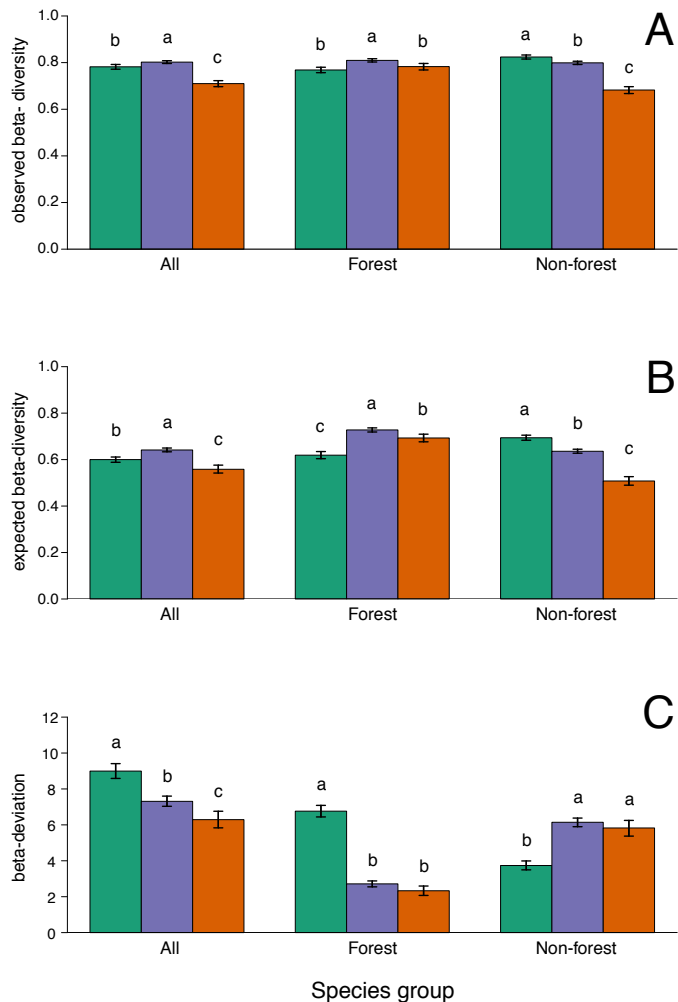 A
observed beta- diversity
1.0
0.8
0.6
0.4
0.2
0.0
b a c
b a b
a b c
All Forest Non-forest
B
expected beta-diversity
1.0
0.8
0.6
0.4
0.2
0.0
b a c
c a b
a b c
All Forest Non-forest
C
beta-deviation
12
10
8
6
4
2
0
a b c
a b b
b a a
All Forest Non-forest
Species group